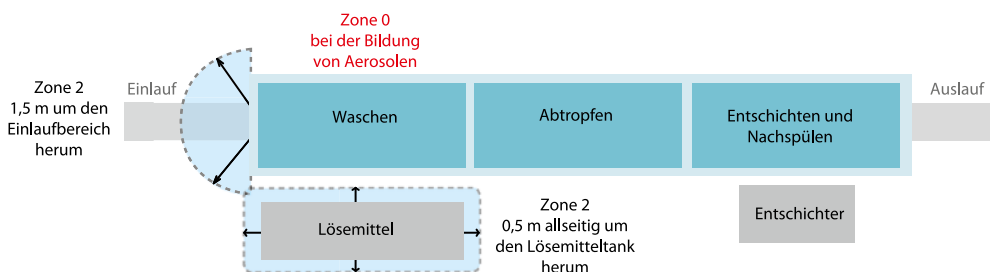 Zone 0
bei der Bildung
von Aerosolen
Zone 2
1,5 m um den
Einlaufbereich
herum
Einlauf
Waschen
Abtropfen
Entschichten und
Nachspülen
Auslauf
Lösemittel
Zone 2
0,5 m allseitig um
den Lösemitteltank
herum
Entschichter